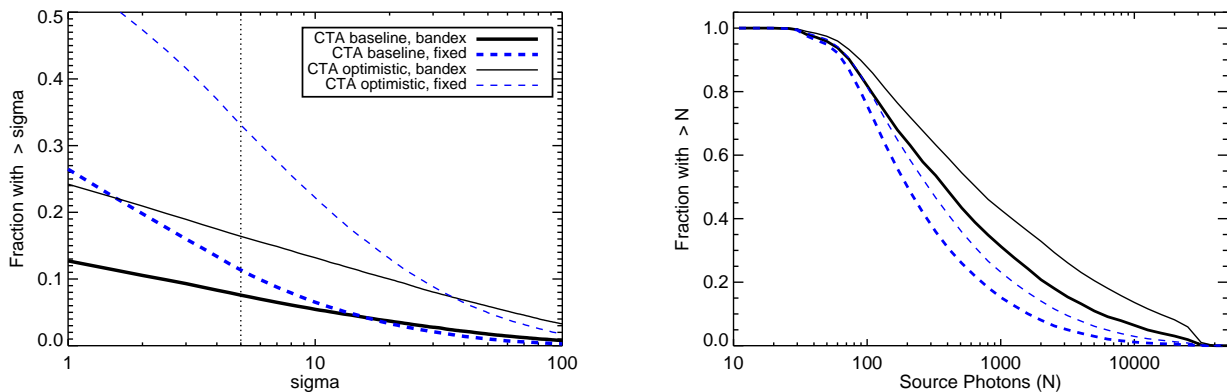 0.5
0.4
0.3
0.2
0.1
0.0
Fraction with > sigma
CTA baseline, bandex
CTA baseline, fixed
CTA optimistic, bandex
CTA optimistic, fixed
1 10 100
sigma
1.0
0.8
0.6
0.4
0.2
0.0
Fraction with > N
10 100 1000 10000
Source Photons (N)